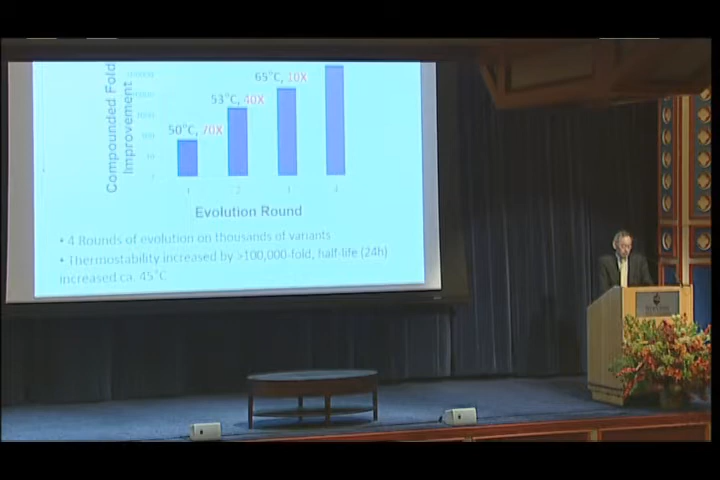 65°C, 10X
53°C, 40X
50°C, 70X
Compounded Fold
Improvement
1 2 3 4
Evolution Round
• 4 Rounds of evolution on thousands of variants
• Thermostability increased by >100,000-fold, half-life (24h)
increased ca. 45°C